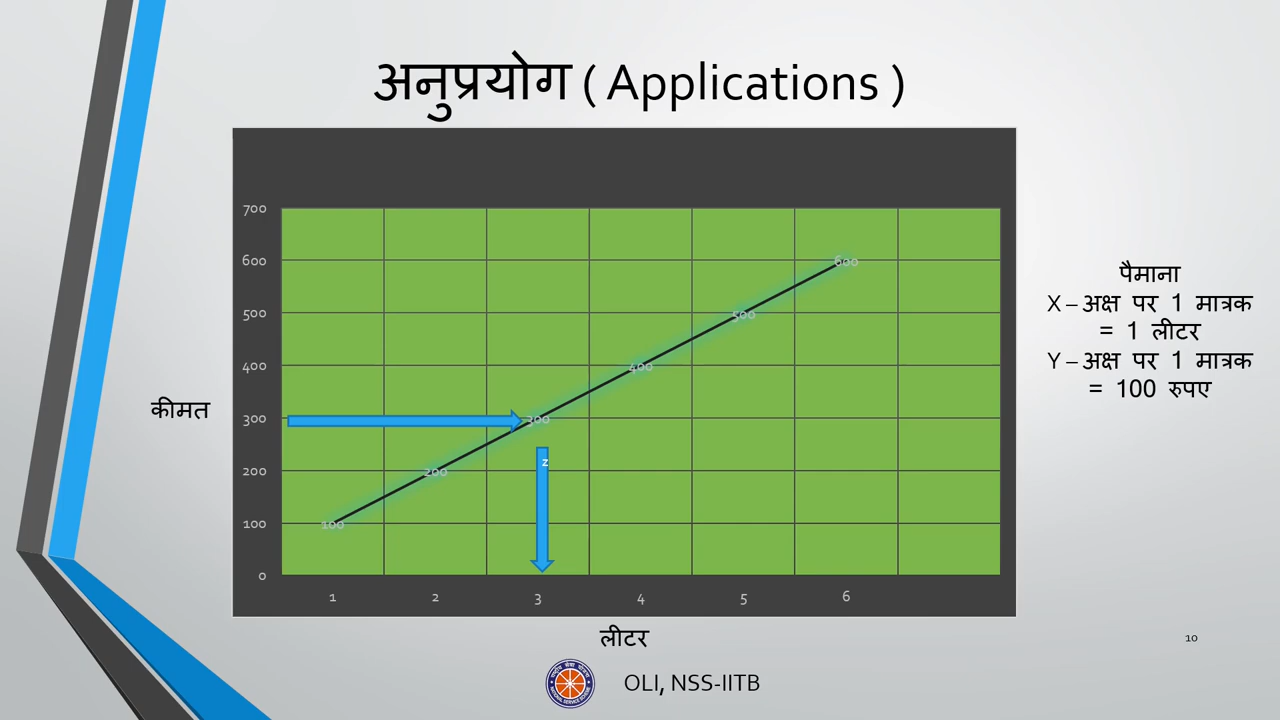 अनुप्रयोग ( Applications )
700
600
500
400
300
200
100
0
600
500
400
300
200
100
z
1 2 3 4 5 6
कीमत
लीटर
पैमाना
X – अक्ष पर 1 मात्रक
= 1 लीटर
Y – अक्ष पर 1 मात्रक
= 100 रुपए
10
OLI, NSS-IITB